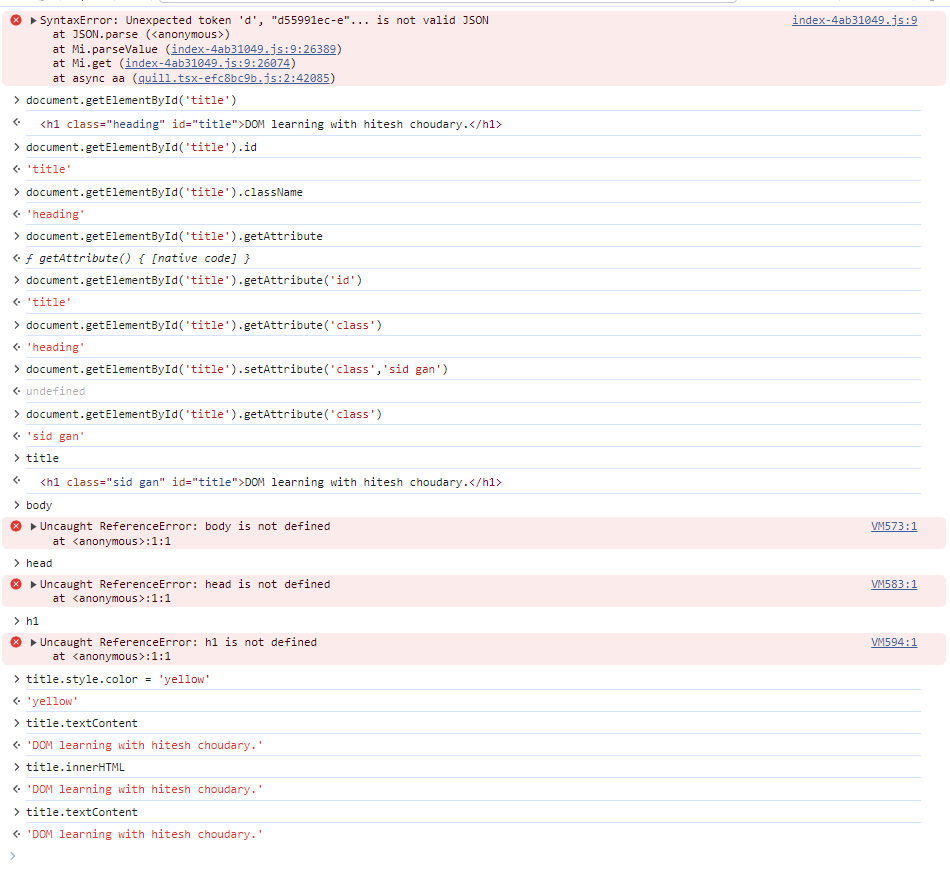 SyntaxError: Unexpected token 'd', "d55991ec-e"... is not valid JSON index-4ab31049.js:9
at JSON.parse (<anonymous>)
at Mi.parseValue (index-4ab31049.js:9:26389)
at Mi.get (index-4ab31049.js:9:26074)
at async aa (quill.tsx-efc8bc9b.js:2:42085)
> document.getElementById('title')
<h1 class="heading" id="title">DOM learning with hitesh choudary.</h1>
> document.getElementById('title').id
'title'
> document.getElementById('title').className
'heading'
> document.getElementById('title').getAttribute
ƒ getAttribute() { [native code] }
> document.getElementById('title').getAttribute('id')
'title'
> document.getElementById('title').getAttribute('class')
'heading'
> document.getElementById('title').setAttribute('class','sid gan')
undefined
> document.getElementById('title').getAttribute('class')
'sid gan'
> title
<h1 class="sid gan" id="title">DOM learning with hitesh choudary.</h1>
> body
Uncaught ReferenceError: body is not defined VM573:1
at <anonymous>:1:1
> head
Uncaught ReferenceError: head is not defined VM583:1
at <anonymous>:1:1
> h1
Uncaught ReferenceError: h1 is not defined VM594:1
at <anonymous>:1:1
> title.style.color = 'yellow'
'yellow'
> title.textContent
'DOM learning with hitesh choudary.'
> title.innerHTML
'DOM learning with hitesh choudary.'
> title.textContent
'DOM learning with hitesh choudary.'
>